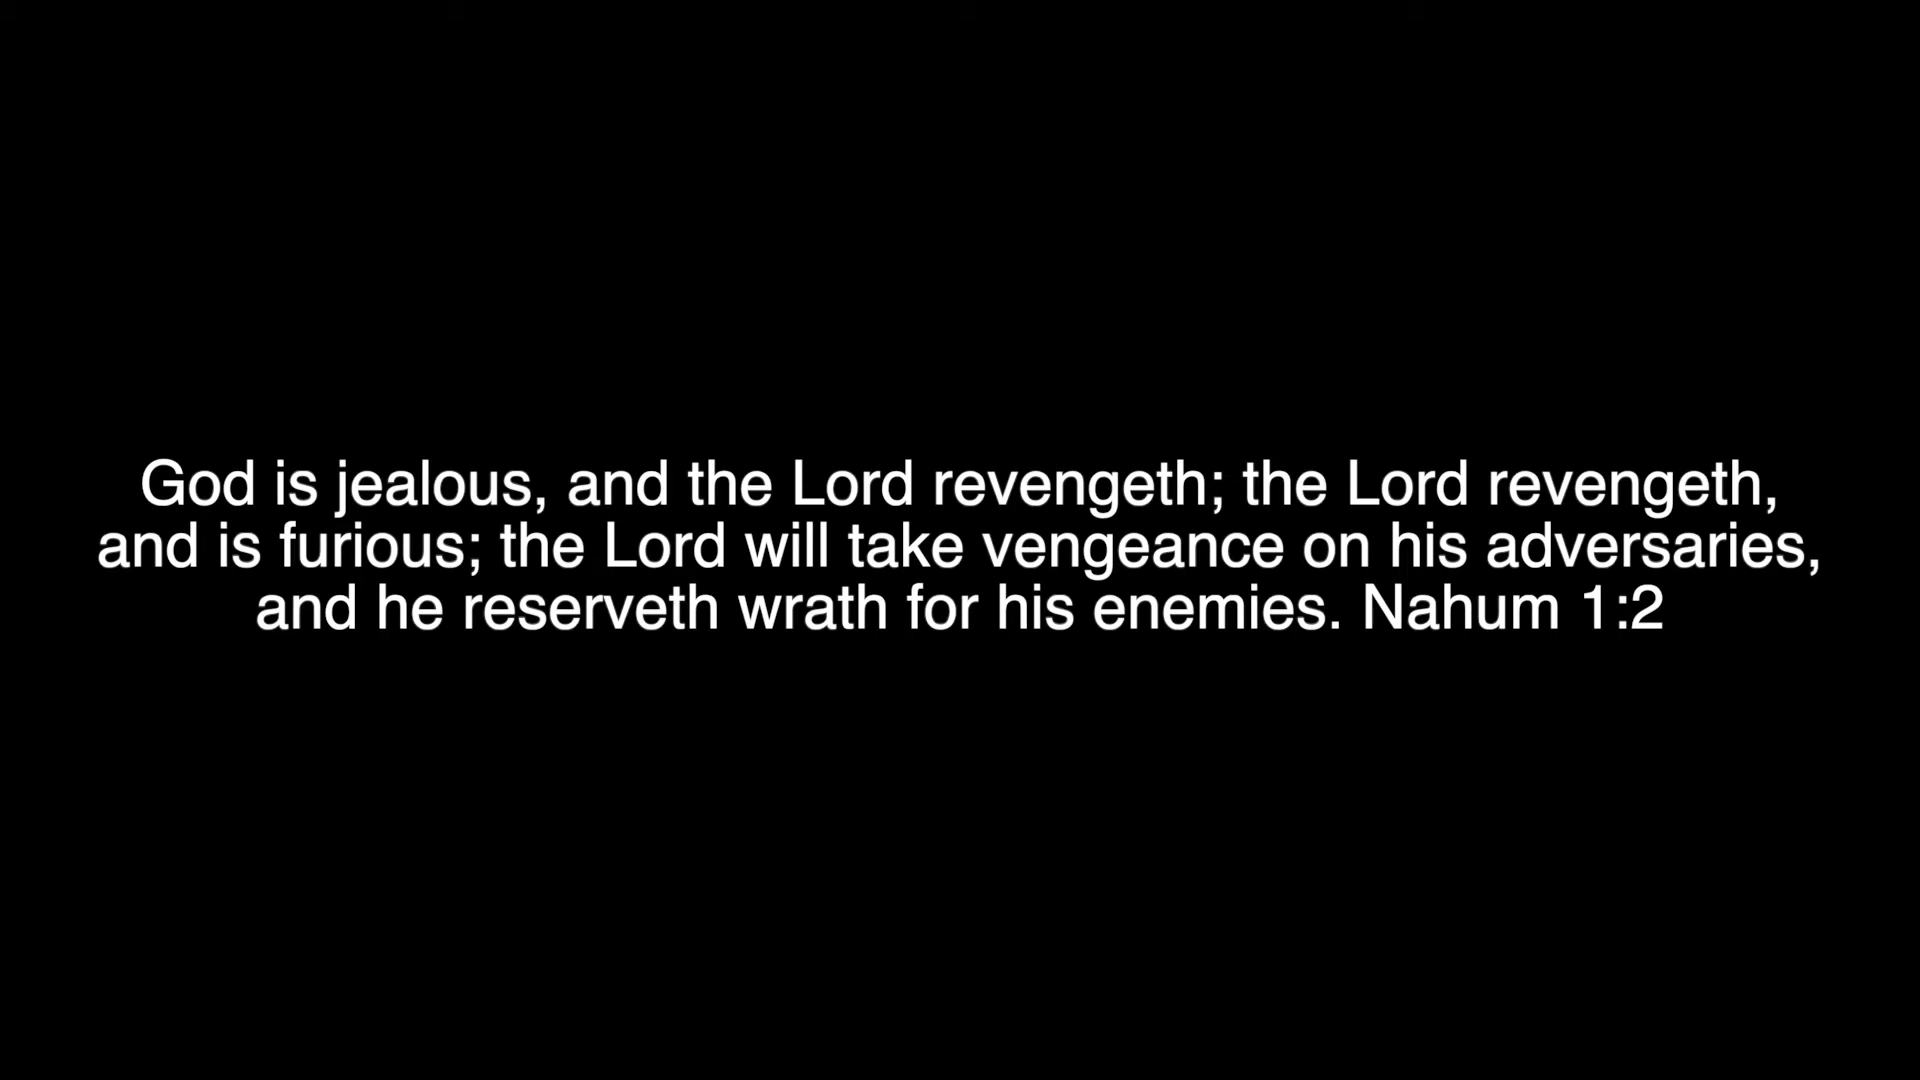 God is jealous, and the Lord revengeth; the Lord revengeth,
and is furious; the Lord will take vengeance on his adversaries,
and he reserveth wrath for his enemies. Nahum 1:2